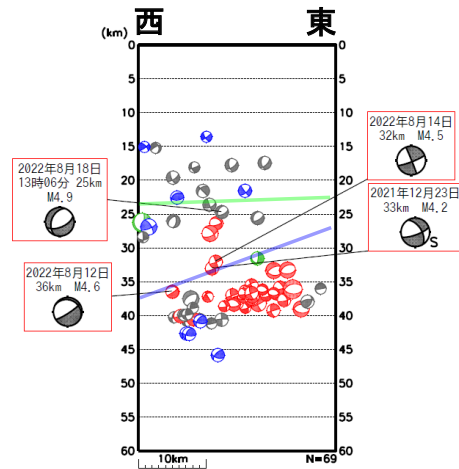 西 東
(km)
0 0
5 5
10 10
15 15
20 20
25 25
30 30
35 35
40 40
45 45
50 50
55 55
60 60
2022年8月18日
13時06分 25km
M4.9
2022年8月12日
36km M4.6
2022年8月14日
32km M4.5
2021年12月23日
33km M4.2
S
10km
N=69